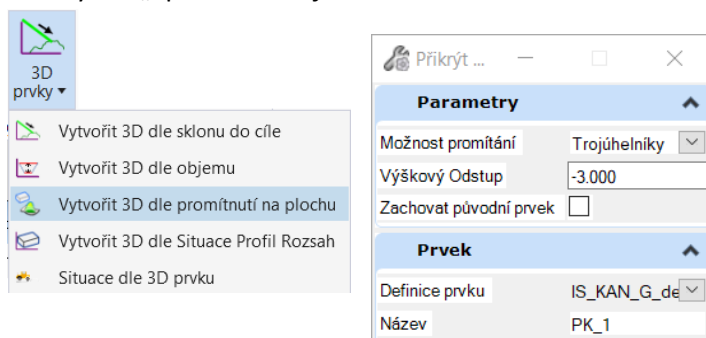 3D
prvky
Vytvořit 3D dle sklonu do cíle
Vytvořit 3D dle objemu
Vytvořit 3D dle promítnutí na plochu
Vytvořit 3D dle Situace Profil Rozsah
Situace dle 3D prvku
Přikrýt ...
Parametry
Možnost promítání Trojúhelníky
Výškový Odstup -3.000
Zachovat původní prvek
Prvek
Definice prvku IS_KAN_G_de
Název PK_1